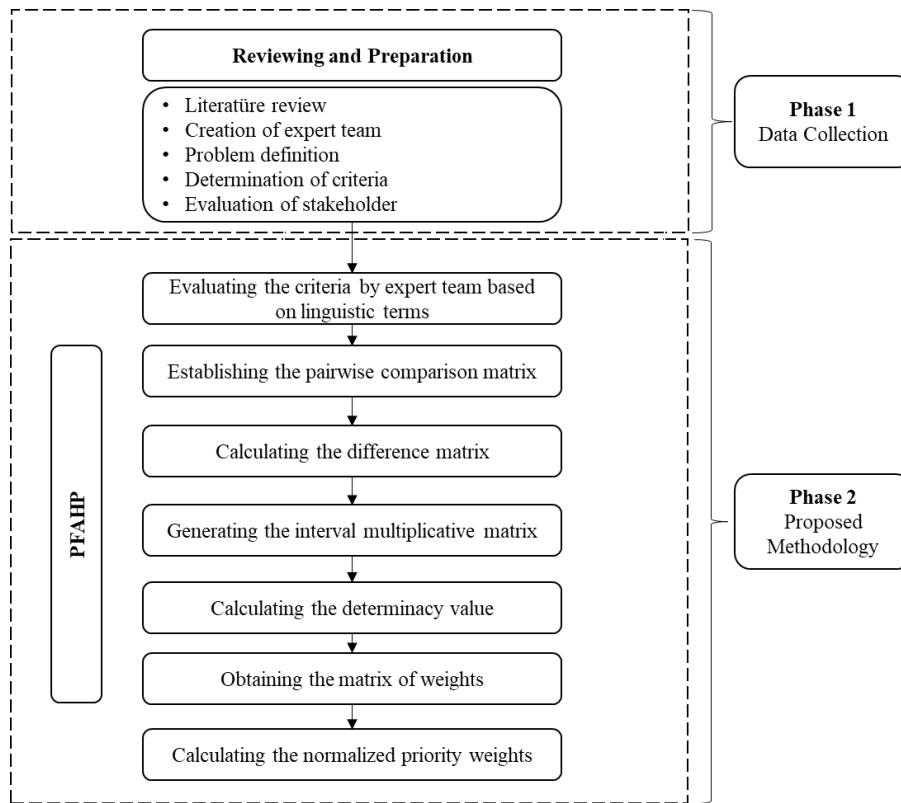 Reviewing and Preparation
• Literatüre review
• Creation of expert team
• Problem definition
• Determination of criteria
• Evaluation of stakeholder
Phase 1
Data Collection
Evaluating the criteria by expert team based
on linguistic terms
Establishing the pairwise comparison matrix
Calculating the difference matrix
Generating the interval multiplicative matrix
Calculating the determinacy value
Obtaining the matrix of weights
Calculating the normalized priority weights
PFAHP
Phase 2
Proposed
Methodology